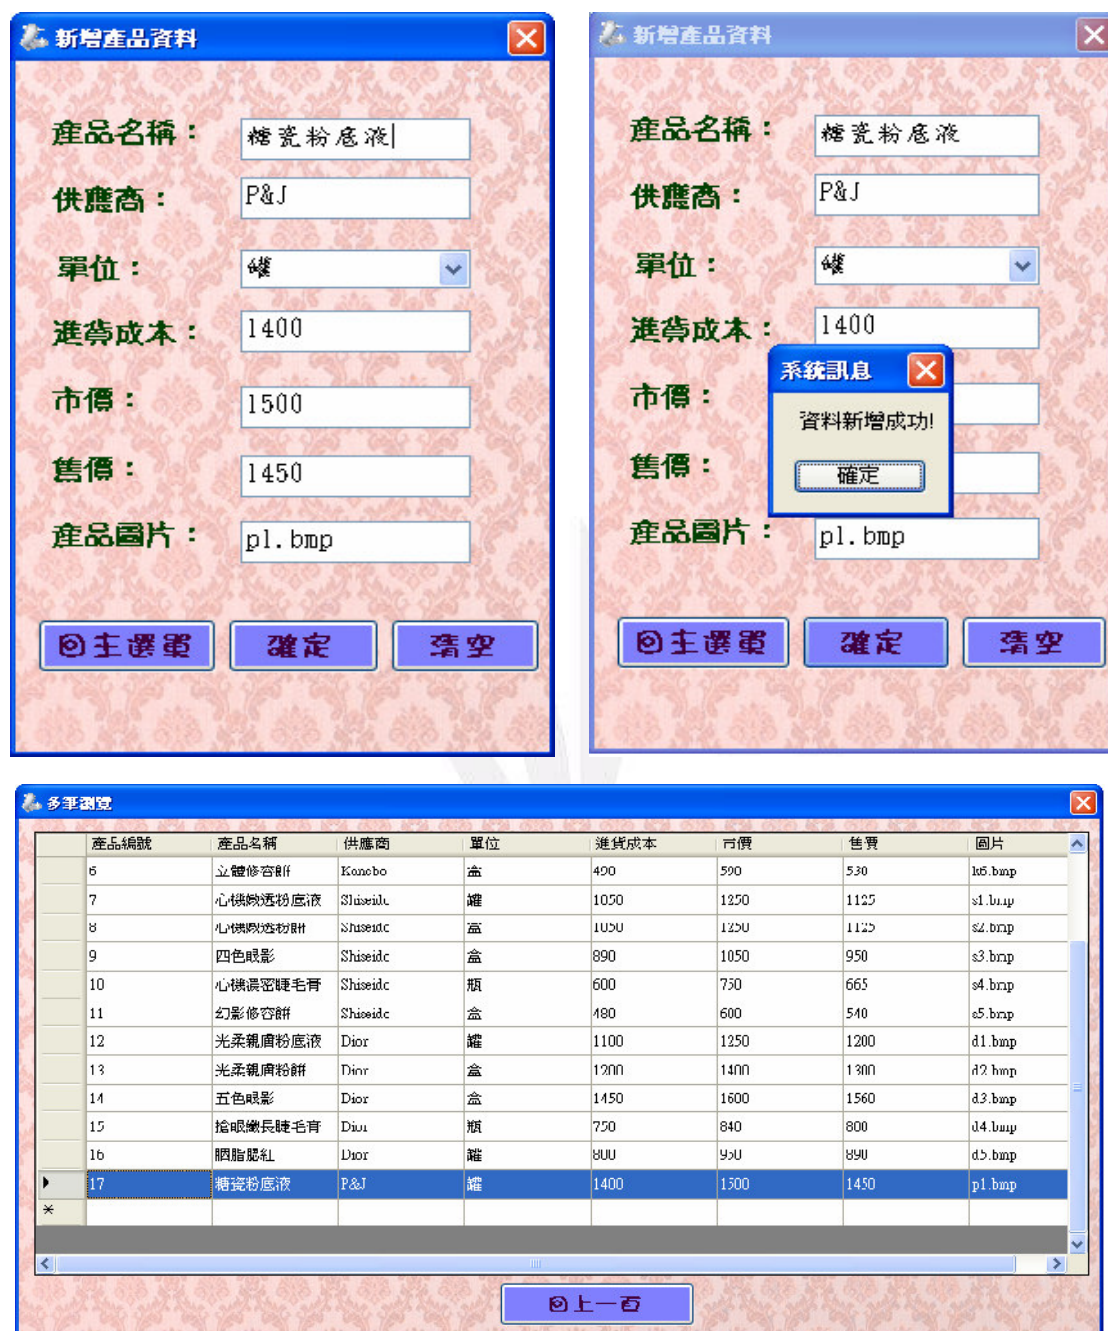 新增產品資料
產品名稱： 糖瓷粉底液
供應商： P&J
單位： 罐
進貨成本： 1400
市價： 1500
售價： 1450
產品圖片： p1.bmp
回主選單 確定 清空
新增產品資料
產品名稱： 糖瓷粉底液
供應商： P&J
單位： 罐
進貨成本： 1400
市價：
售價：
產品圖片： p1.bmp
系統訊息
資料新增成功!
確定
回主選單 確定 清空
多筆瀏覽
產品編號 產品名稱 供應商 單位 進貨成本 市價 售價 圖片
6 立體修容餅 盒 490 590 530
7 心機嫩透粉底液 Shiseido 罐 1050 1250 1125 s1.bmp
8 心機嫩透粉餅 Shiseido 盒 1050 1250 1125 s2.bmp
9 四色眼影 Shiseido 盒 890 1050 950 s3.bmp
10 心機濃密睫毛膏 Shiseido 瓶 600 750 665 s4.bmp
11 幻影修容餅 Shiseido 盒 480 600 540 s5.bmp
12 光柔親膚粉底液 Dior 罐 1100 1250 1200 d1.bmp
13 光柔親膚粉餅 Dior 盒 1200 1400 1300 d2.bmp
14 五色眼影 Dior 盒 1450 1600 1560 d3.bmp
15 搶眼纖長睫毛膏 Dior 瓶 750 840 800 d4.bmp
16 胭脂腮紅 Dior 罐 800 950 890 d5.bmp
17 糖瓷粉底液 P&J 罐 1400 1500 1450 p1.bmp
回上一頁